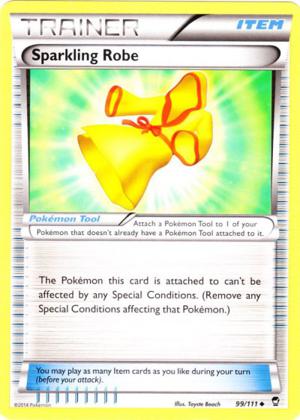 TRAINER
ITEM
Sparkling Robe
Pokémon Tool
Attach a Pokémon Tool to 1 of your
Pokémon that doesn't already have a Pokémon Tool attached to it.
The Pokémon this card is attached to can't be
affected by any Special Conditions. (Remove any
Special Conditions affecting that Pokémon.)
You may play as many Item cards as you like during your turn
(before your attack).
©2014 Pokémon
Illus. Toyste Beach
99/111